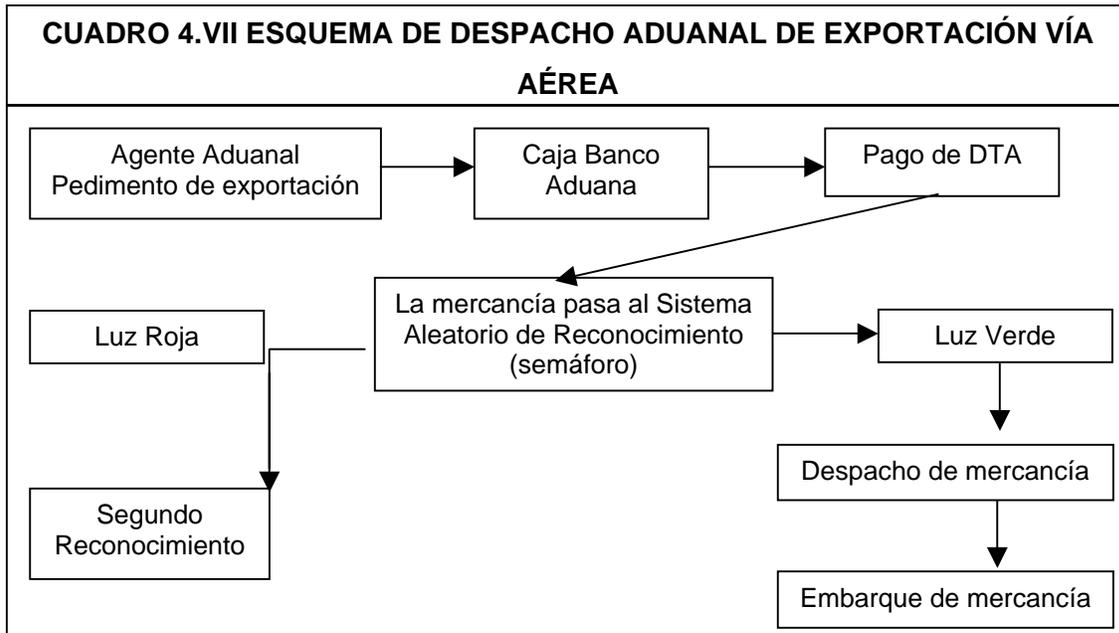 CUADRO 4.VII ESQUEMA DE DESPACHO ADUANAL DE EXPORTACIÓN VÍA
AÉREA
Agente Aduanal
Pedimento de exportación
Caja Banco
Aduana
Pago de DTA
La mercancía pasa al Sistema
Aleatorio de Reconocimiento
(semáforo)
Luz Roja
Luz Verde
Despacho de mercancía
Segundo
Reconocimiento
Embarque de mercancía